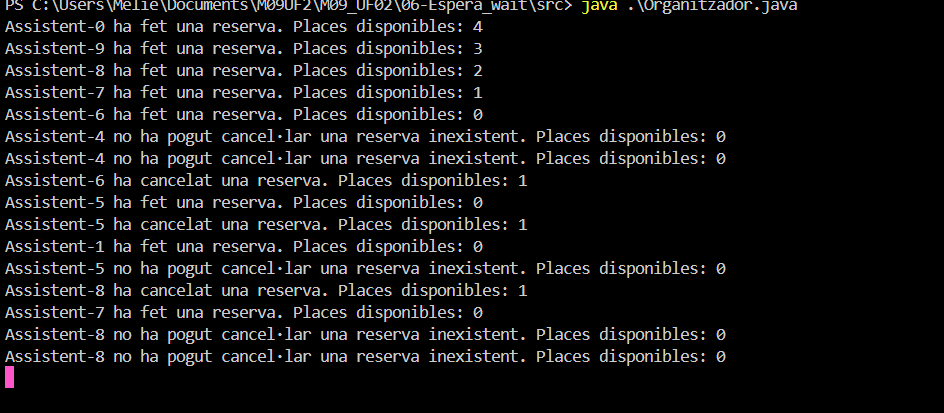 PS C:\Users\Melie\Documents\M09UF2\M09_UF02\06-Espera_wait\src> java .\Organitzador.java
Assistent-0 ha fet una reserva. Places disponibles: 4
Assistent-9 ha fet una reserva. Places disponibles: 3
Assistent-8 ha fet una reserva. Places disponibles: 2
Assistent-7 ha fet una reserva. Places disponibles: 1
Assistent-6 ha fet una reserva. Places disponibles: 0
Assistent-4 no ha pogut cancel·lar una reserva inexistent. Places disponibles: 0
Assistent-4 no ha pogut cancel·lar una reserva inexistent. Places disponibles: 0
Assistent-6 ha cancelat una reserva. Places disponibles: 1
Assistent-5 ha fet una reserva. Places disponibles: 0
Assistent-5 ha cancelat una reserva. Places disponibles: 1
Assistent-1 ha fet una reserva. Places disponibles: 0
Assistent-5 no ha pogut cancel·lar una reserva inexistent. Places disponibles: 0
Assistent-8 ha cancelat una reserva. Places disponibles: 1
Assistent-7 ha fet una reserva. Places disponibles: 0
Assistent-8 no ha pogut cancel·lar una reserva inexistent. Places disponibles: 0
Assistent-8 no ha pogut cancel·lar una reserva inexistent. Places disponibles: 0